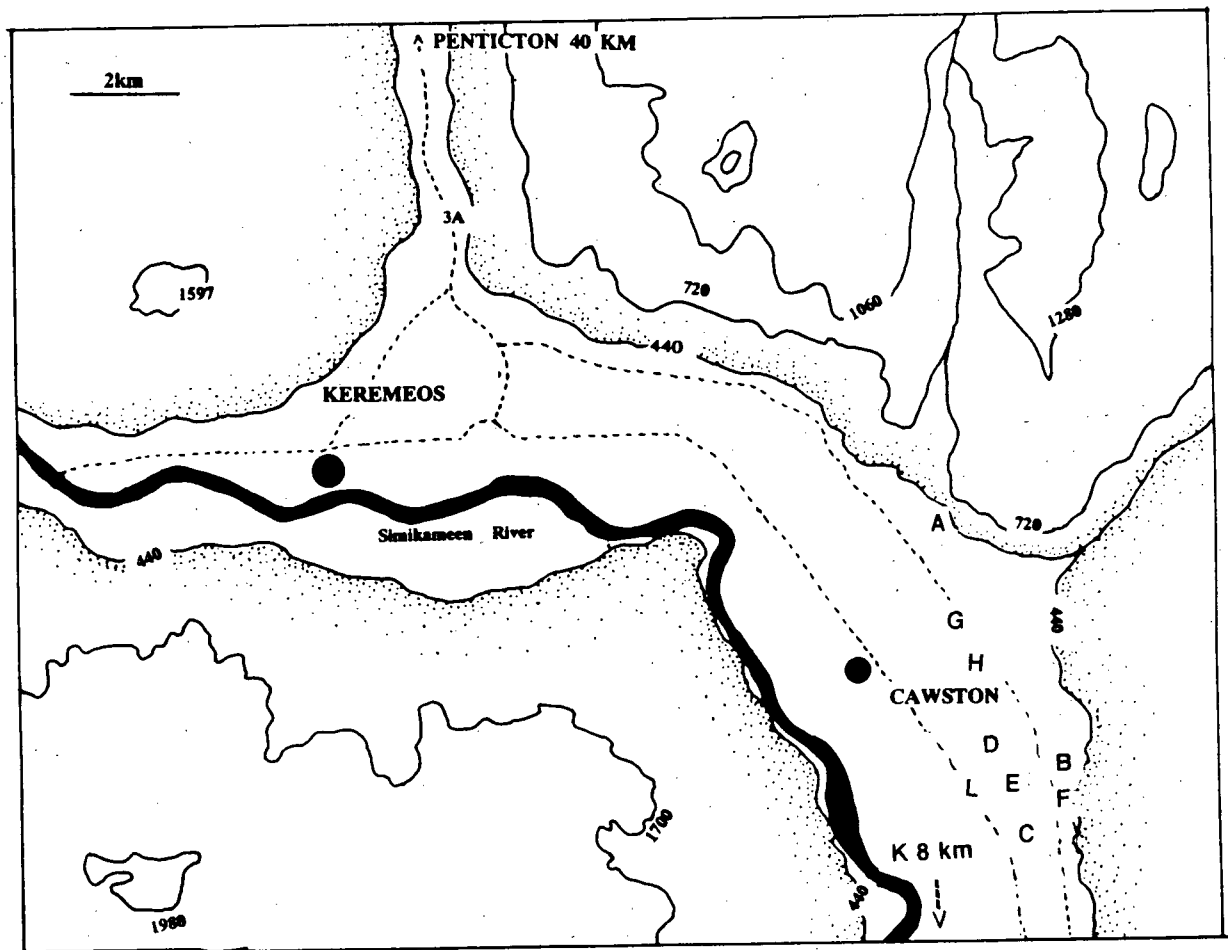 ^ PENTICTON 40 KM
2km
3A
1597
720
1060
1280
440
KEREMEOS
A
720
Simikameen River
440
G
440
H
CAWSTON
D
B
L
E
F
1700
C
K 8 km
440
1980